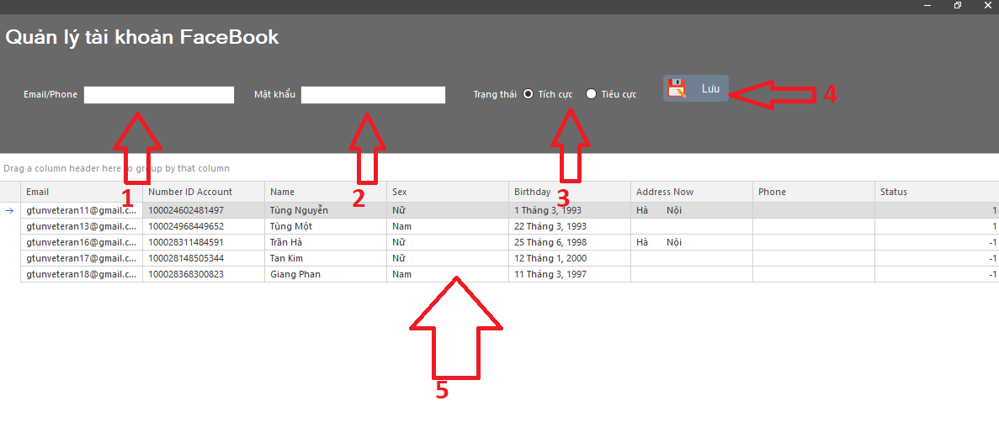 Quản lý tài khoản FaceBook
Email/Phone Mật khẩu Trạng thái Tích cực Tiêu cực Lưu 4
Drag a column header here to group by that column
1 2 3
Email Number ID Account Name Sex Birthday Address Now Phone Status
gtunveteran11@gmail.c... 100024602481497 Tùng Nguyễn Nữ 1 Tháng 3, 1993 Hà Nội 1
gtunveteran13@gmail.c... 100024968449652 Tùng Một Nam 22 Tháng 3, 1993 1
gtunveteran16@gmail.c... 100028311484591 Trần Hà Nữ 25 Tháng 6, 1998 Hà Nội -1
gtunveteran17@gmail.c... 100028148505344 Tan Kim Nữ 12 Tháng 1, 2000 -1
gtunveteran18@gmail.c... 100028368300823 Giang Phan Nam 11 Tháng 3, 1997 -1
5